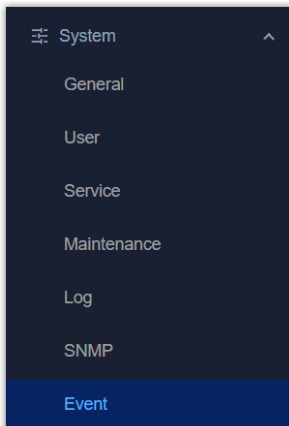 System
General
User
Service
Maintenance
Log
SNMP
Event